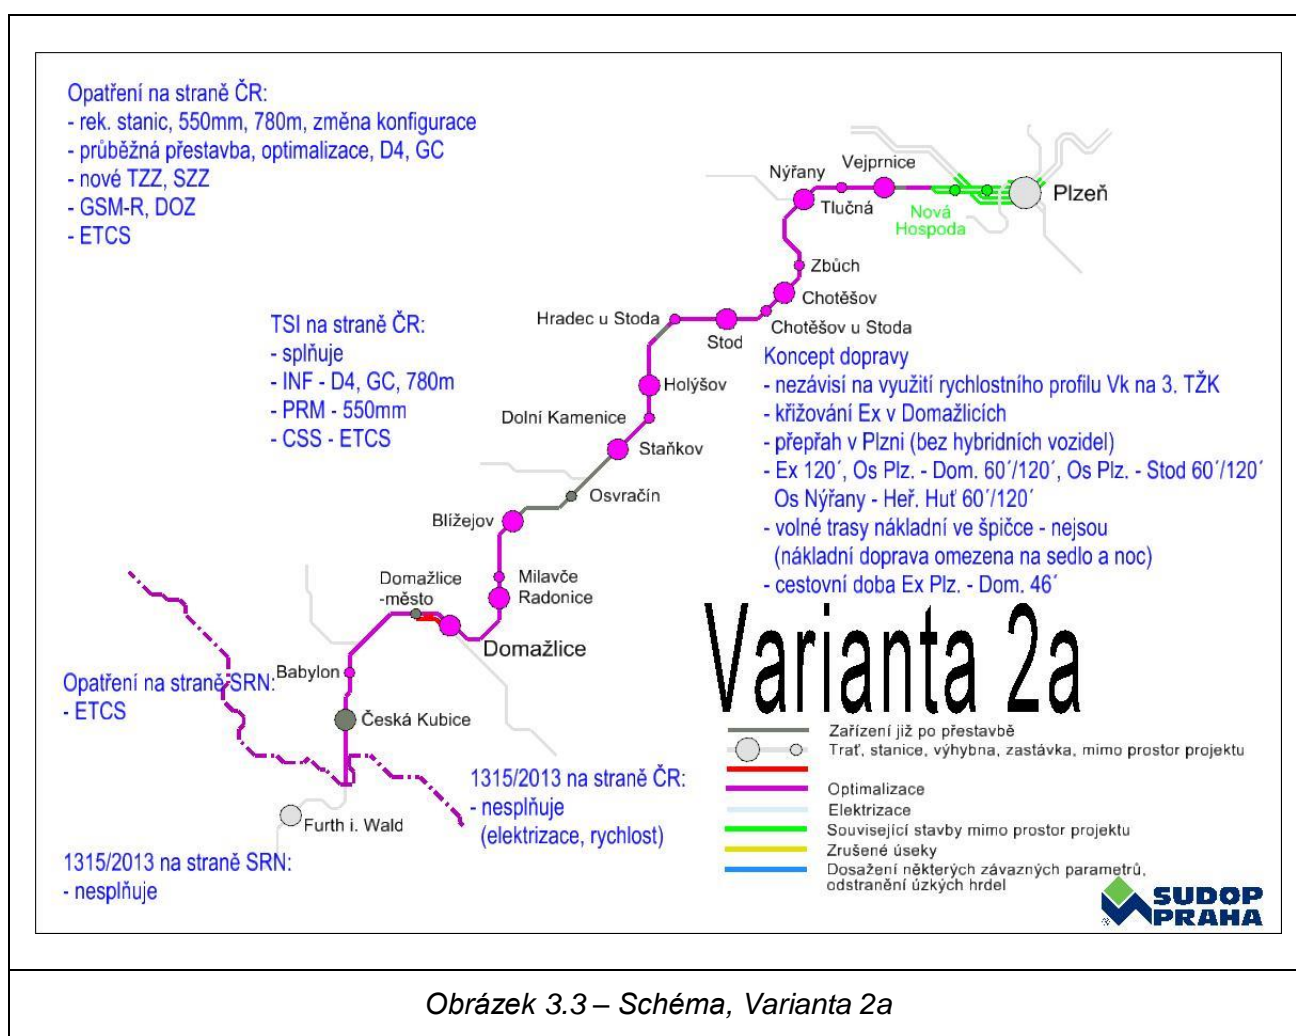 Opatření na straně ČR:
- rek. stanic, 550mm, 780m, změna konfigurace
- průběžná přestavba, optimalizace, D4, GC
- nové TZZ, SZZ
- GSM-R, DOZ
- ETCS
Vejprnice
Nýřany
Tlučná
Plzeň
Nová
Hospoda
Zbůch
Chotěšov
Chotěšov u Stoda
Hradec u Stoda
Stod
TSI na straně ČR:
- splňuje
- INF - D4, GC, 780m
- PRM - 550mm
- CSS - ETCS
Koncept dopravy
- nezávisí na využití rychlostního profilu Vk na 3. TŽK
- křižování Ex v Domažlicích
- přepřah v Plzni (bez hybridních vozidel)
- Ex 120´, Os Plz. - Dom. 60´/120´, Os Plz. - Stod 60´/120´
Os Nýřany - Heř. Huť 60´/120´
- volné trasy nákladní ve špičce - nejsou
(nákladní doprava omezena na sedlo a noc)
- cestovní doba Ex Plz. - Dom. 46´
Holýšov
Dolní Kamenice
Staňkov
Osvračín
Blížejov
Milavče
Radonice
Domažlice
-město
Domažlice
Babylon
Česká Kubice
Furth i. Wald
Opatření na straně SRN:
- ETCS
1315/2013 na straně ČR:
- nesplňuje
(elektrizace, rychlost)
1315/2013 na straně SRN:
- nesplňuje
Varianta 2a
Zařízení již po přestavbě
Trať, stanice, výhybna, zastávka, mimo prostor projektu
Optimalizace
Elektrizace
Související stavby mimo prostor projektu
Zrušené úseky
Dosažení některých závazných parametrů,
odstranění úzkých hrdel
SUDOP
PRAHA
Obrázek 3.3 – Schéma, Varianta 2a